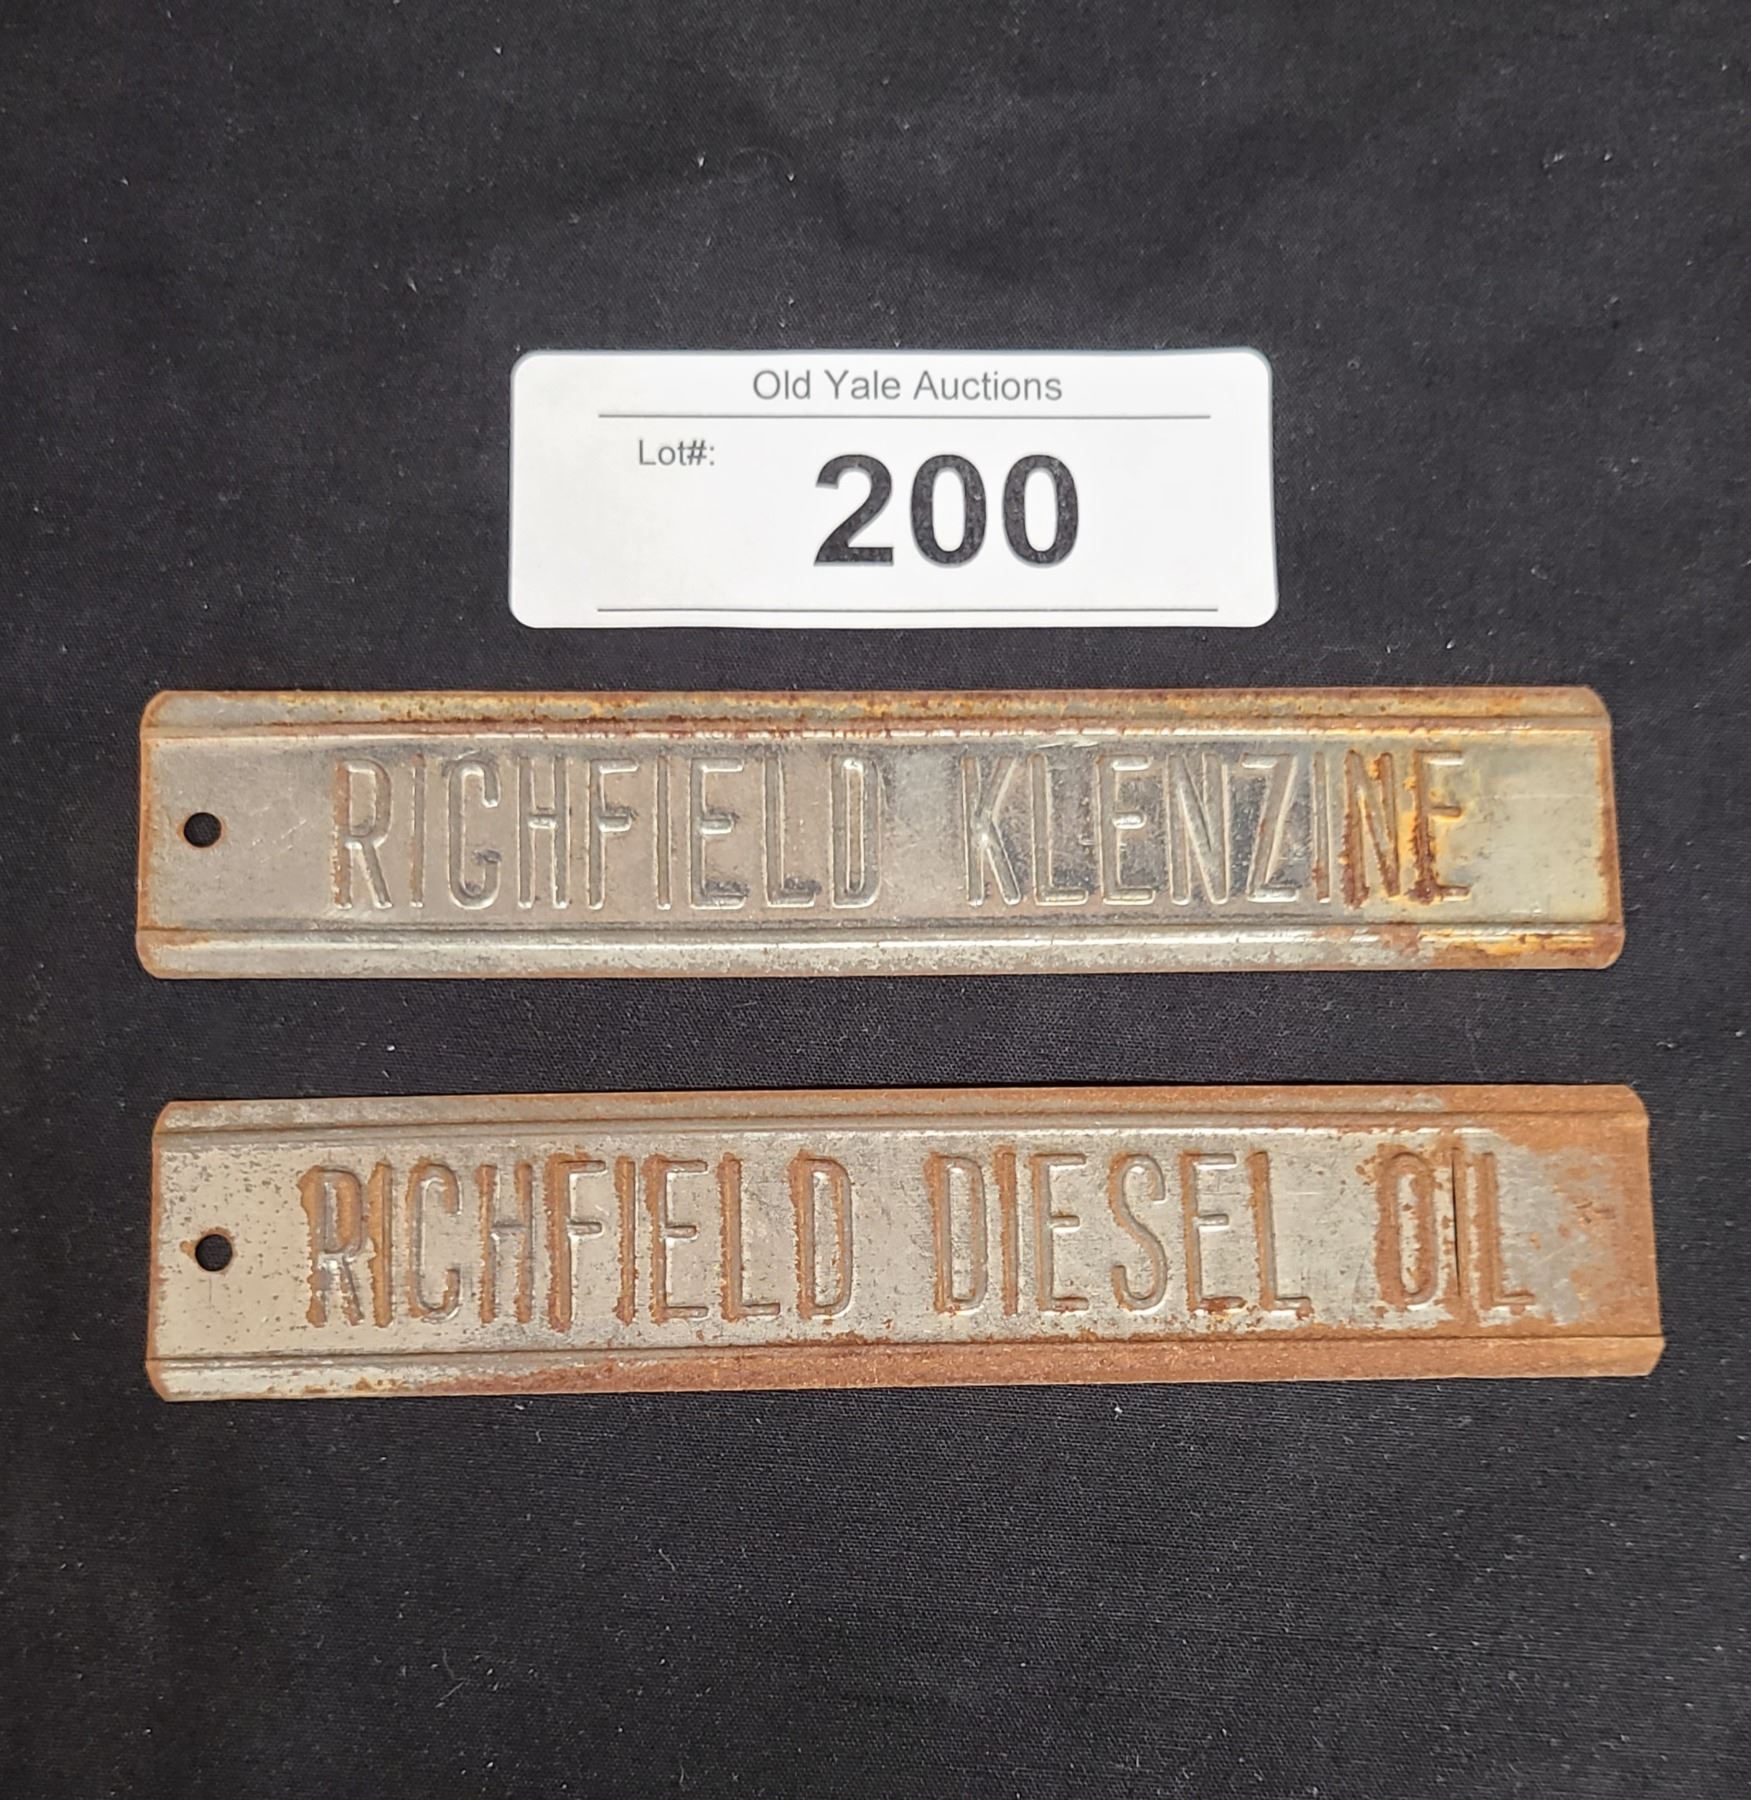 Old Yale Auctions
Lot#: 200
RICHFIELD KLENZINE
RICHFIELD DIESEL OIL